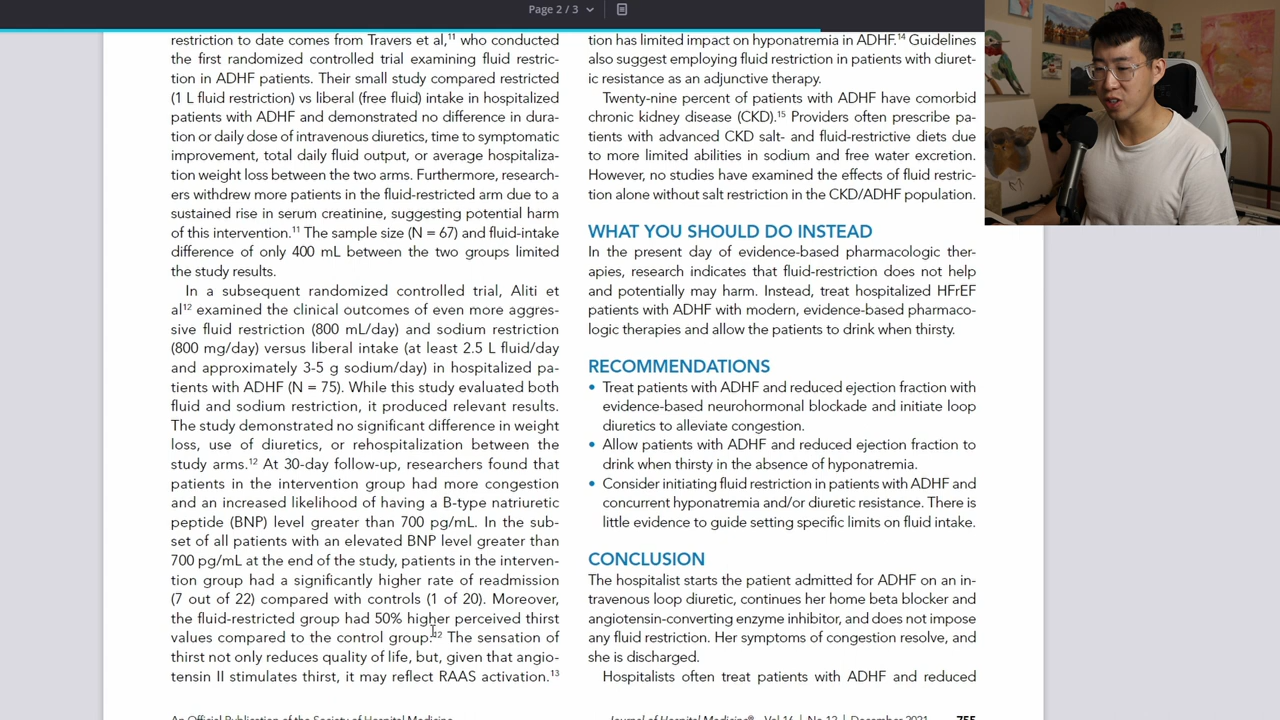 Page 2 / 3
restriction to date comes from Travers et al,11 who conducted
the first randomized controlled trial examining fluid restric-
tion in ADHF patients. Their small study compared restricted
(1 L fluid restriction) vs liberal (free fluid) intake in hospitalized
patients with ADHF and demonstrated no difference in dura-
tion or daily dose of intravenous diuretics, time to symptomatic
improvement, total daily fluid output, or average hospitaliza-
tion weight loss between the two arms. Furthermore, research-
ers withdrew more patients in the fluid-restricted arm due to a
sustained rise in serum creatinine, suggesting potential harm
of this intervention.11 The sample size (N = 67) and fluid-intake
difference of only 400 mL between the two groups limited
the study results.
In a subsequent randomized controlled trial, Aliti et
al12 examined the clinical outcomes of even more aggres-
sive fluid restriction (800 mL/day) and sodium restriction
(800 mg/day) versus liberal intake (at least 2.5 L fluid/day
and approximately 3-5 g sodium/day) in hospitalized pa-
tients with ADHF (N = 75). While this study evaluated both
fluid and sodium restriction, it produced relevant results.
The study demonstrated no significant difference in weight
loss, use of diuretics, or rehospitalization between the
study arms.12 At 30-day follow-up, researchers found that
patients in the intervention group had more congestion
and an increased likelihood of having a B-type natriuretic
peptide (BNP) level greater than 700 pg/mL. In the sub-
set of all patients with an elevated BNP level greater than
700 pg/mL at the end of the study, patients in the interven-
tion group had a significantly higher rate of readmission
(7 out of 22) compared with controls (1 of 20). Moreover,
the fluid-restricted group had 50% higher perceived thirst
values compared to the control group.12 The sensation of
thirst not only reduces quality of life, but, given that angio-
tensin II stimulates thirst, it may reflect RAAS activation.13
tion has limited impact on hyponatremia in ADHF.14 Guidelines
also suggest employing fluid restriction in patients with diuret-
ic resistance as an adjunctive therapy.
Twenty-nine percent of patients with ADHF have comorbid
chronic kidney disease (CKD).15 Providers often prescribe pa-
tients with advanced CKD salt- and fluid-restrictive diets due
to more limited abilities in sodium and free water excretion.
However, no studies have examined the effects of fluid restric-
tion alone without salt restriction in the CKD/ADHF population.
WHAT YOU SHOULD DO INSTEAD
In the present day of evidence-based pharmacologic ther-
apies, research indicates that fluid-restriction does not help
and potentially may harm. Instead, treat hospitalized HFrEF
patients with ADHF with modern, evidence-based pharmaco-
logic therapies and allow the patients to drink when thirsty.
RECOMMENDATIONS
• Treat patients with ADHF and reduced ejection fraction with
evidence-based neurohormonal blockade and initiate loop
diuretics to alleviate congestion.
• Allow patients with ADHF and reduced ejection fraction to
drink when thirsty in the absence of hyponatremia.
• Consider initiating fluid restriction in patients with ADHF and
concurrent hyponatremia and/or diuretic resistance. There is
little evidence to guide setting specific limits on fluid intake.
CONCLUSION
The hospitalist starts the patient admitted for ADHF on an in-
travenous loop diuretic, continues her home beta blocker and
angiotensin-converting enzyme inhibitor, and does not impose
any fluid restriction. Her symptoms of congestion resolve, and
she is discharged.
Hospitalists often treat patients with ADHF and reduced
An Official Publication of the Society of Hospital Medicine
Journal of Hospital Medicine® Vol 16 | No 12 | December 2021 755